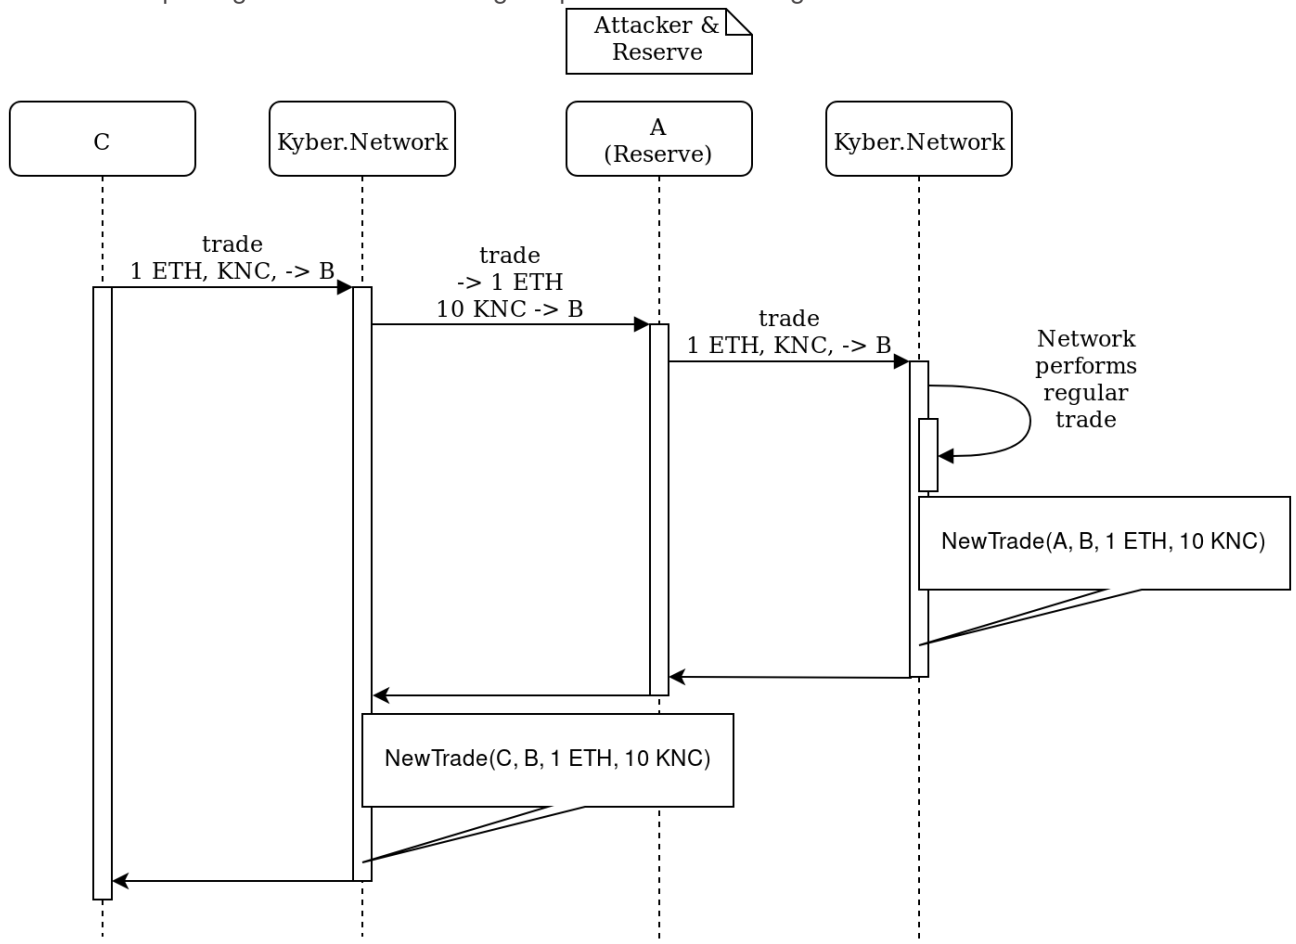 Attacker &
Reserve
C
Kyber.Network
A
(Reserve)
Kyber.Network
trade
1 ETH, KNC, -> B
trade
-> 1 ETH
10 KNC -> B
trade
1 ETH, KNC, -> B
Network
performs
regular
trade
NewTrade(A, B, 1 ETH, 10 KNC)
NewTrade(C, B, 1 ETH, 10 KNC)